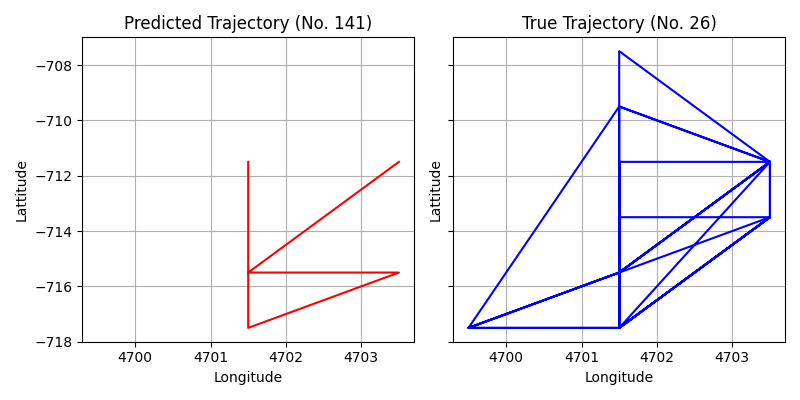 Predicted Trajectory (No. 141)
−708
−710
−712
−714
−716
−718
Lattitude
4700 4701 4702 4703
Longitude
True Trajectory (No. 26)
Lattitude
4700 4701 4702 4703
Longitude